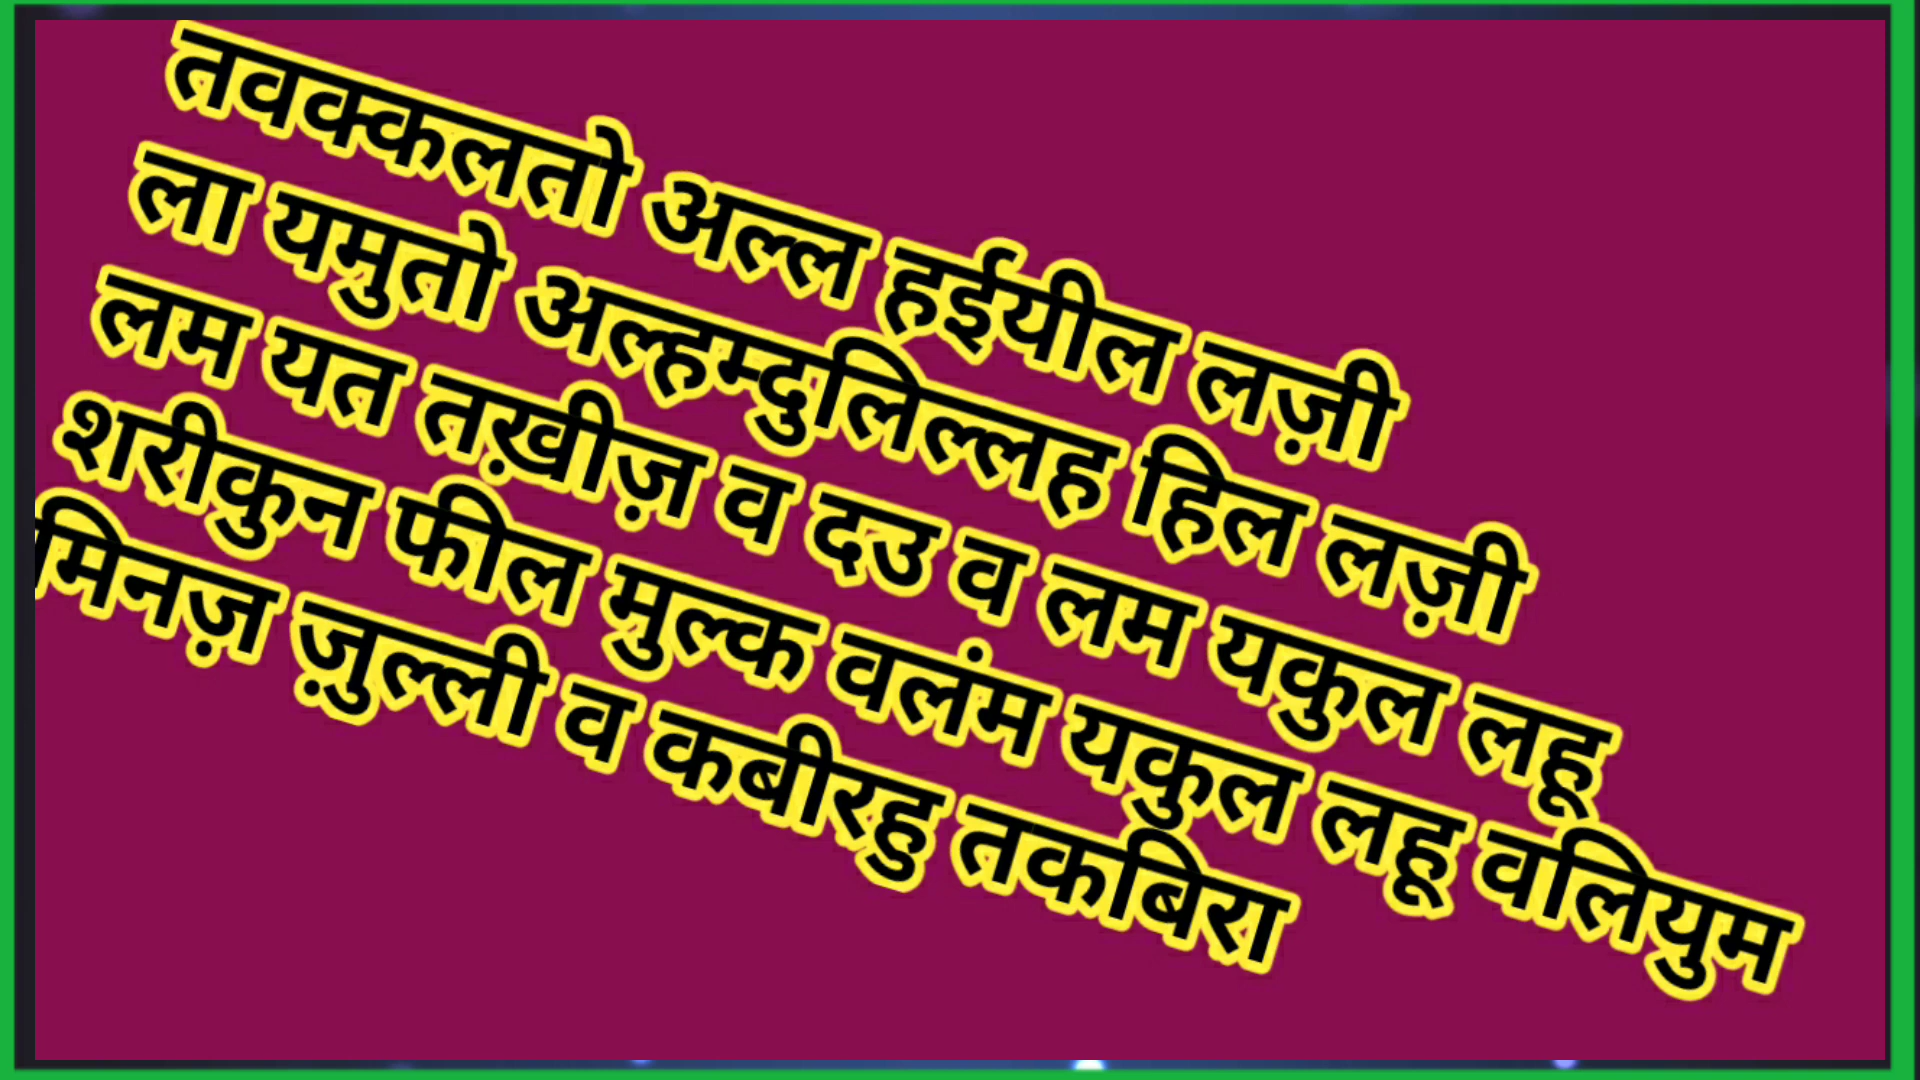 तवक्कलतो अल्ल हईयील लज़ी
ला यमुतो अल्हम्दुलिल्लह हिल लज़ी
लम यत तख़ीज़ व दउ व लम यकुल लहू
शरीकुन फील मुल्क वलंम यकुल लहू वलियुम
मिनज़ ज़ुल्ली व कबीरहु तकबिरा